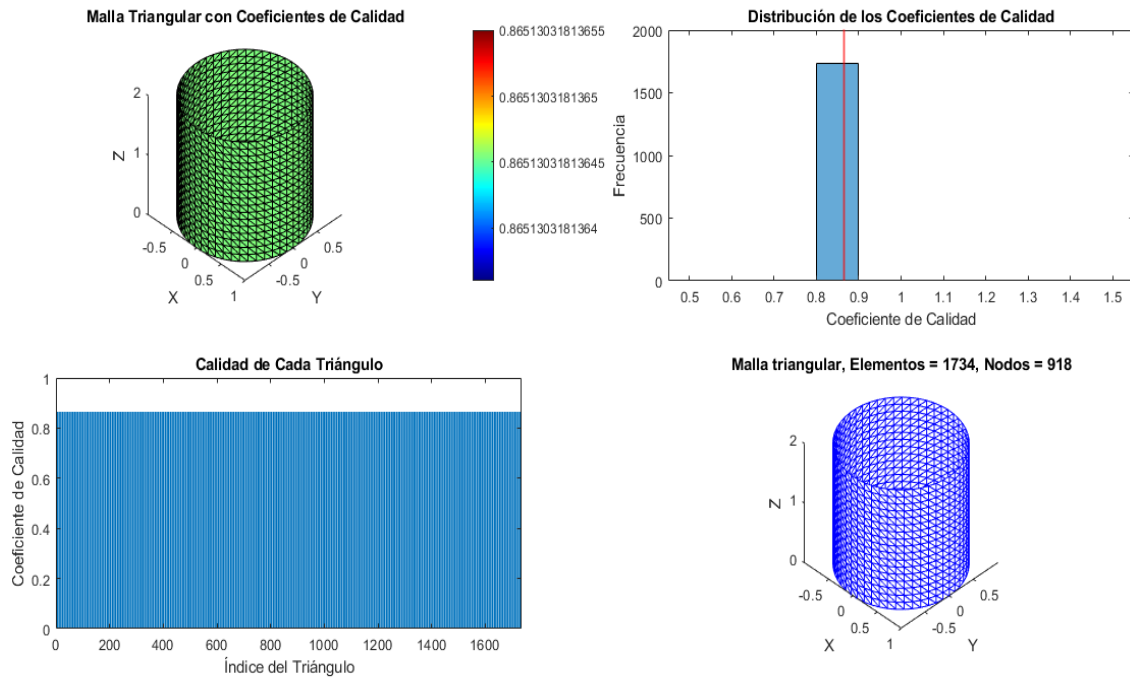 Malla Triangular con Coeficientes de Calidad
2
1
0
Z
-0.5
0
0.5
1
X
-0.5
0
0.5
Y
0.86513031813655
0.8651303181365
0.86513031813645
0.8651303181364
Distribución de los Coeficientes de Calidad
2000
1500
1000
500
0
Frecuencia
0.5 0.6 0.7 0.8 0.9 1 1.1 1.2 1.3 1.4 1.5
Coeficiente de Calidad
Calidad de Cada Triángulo
1
0.8
0.6
0.4
0.2
0
Coeficiente de Calidad
0 200 400 600 800 1000 1200 1400 1600
Índice del Triángulo
Malla triangular, Elementos = 1734, Nodos = 918
2
1
0
Z
-0.5
0
0.5
1
X
-0.5
0
0.5
Y